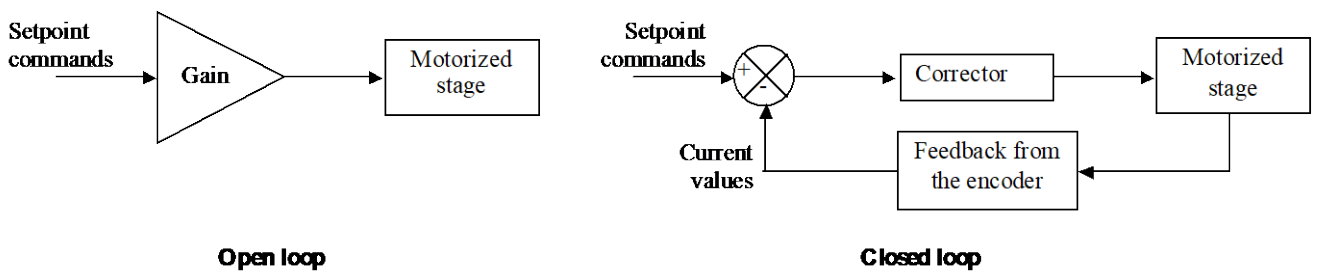 Setpoint
commands
Gain
Motorized
stage
Open loop
Setpoint
commands
+
-
Corrector
Motorized
stage
Current
values
Feedback from
the encoder
Closed loop